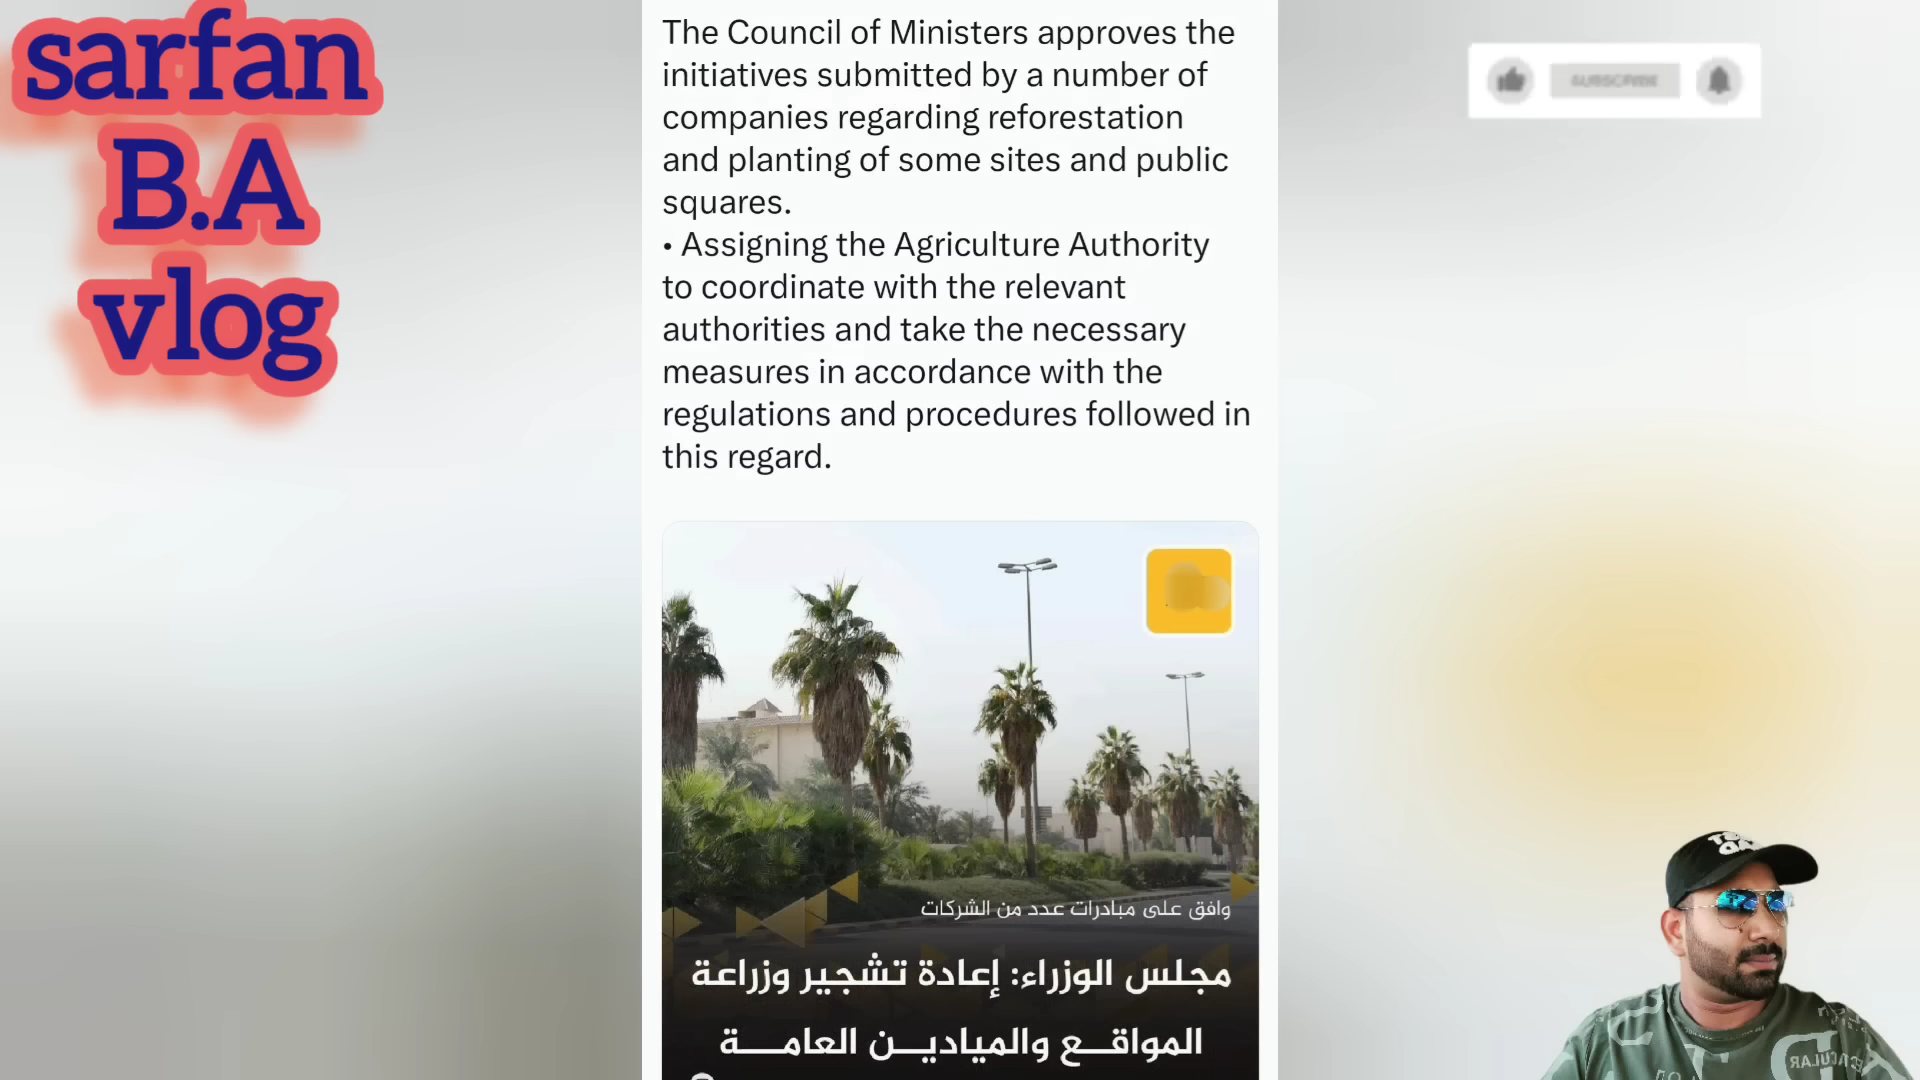 sarfan
B.A
vlog
The Council of Ministers approves the
initiatives submitted by a number of
companies regarding reforestation
and planting of some sites and public
squares.
• Assigning the Agriculture Authority
to coordinate with the relevant
authorities and take the necessary
measures in accordance with the
regulations and procedures followed in
this regard.
SUBSCRIBE
وافق على مبادرات عدد من الشركات
مجلس الوزراء: إعادة تشجير وزراعة
المواقــع والميـاديــن العامــــة